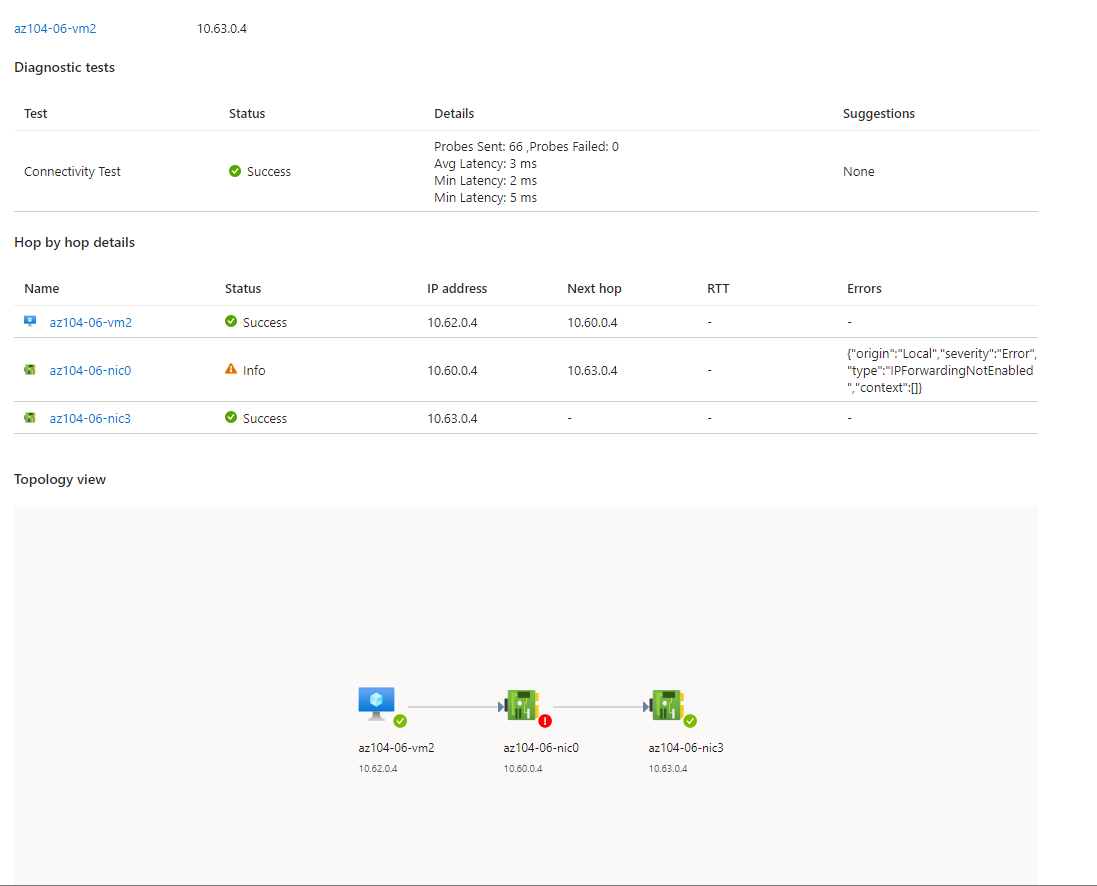 az104-06-vm2 10.63.0.4
Diagnostic tests
Test Status Details Suggestions
Connectivity Test Success Probes Sent: 66 ,Probes Failed: 0
Avg Latency: 3 ms
Min Latency: 2 ms
Min Latency: 5 ms
None
Hop by hop details
Name Status IP address Next hop RTT Errors
az104-06-vm2 Success 10.62.0.4 10.60.0.4 - -
az104-06-nic0 Info 10.60.0.4 10.63.0.4 - {"origin":"Local","severity":"Error",
"type":"IPForwardingNotEnabled
","context":[]}
az104-06-nic3 Success 10.63.0.4 - - -
Topology view
az104-06-vm2 az104-06-nic0 az104-06-nic3
10.62.0.4 10.60.0.4 10.63.0.4